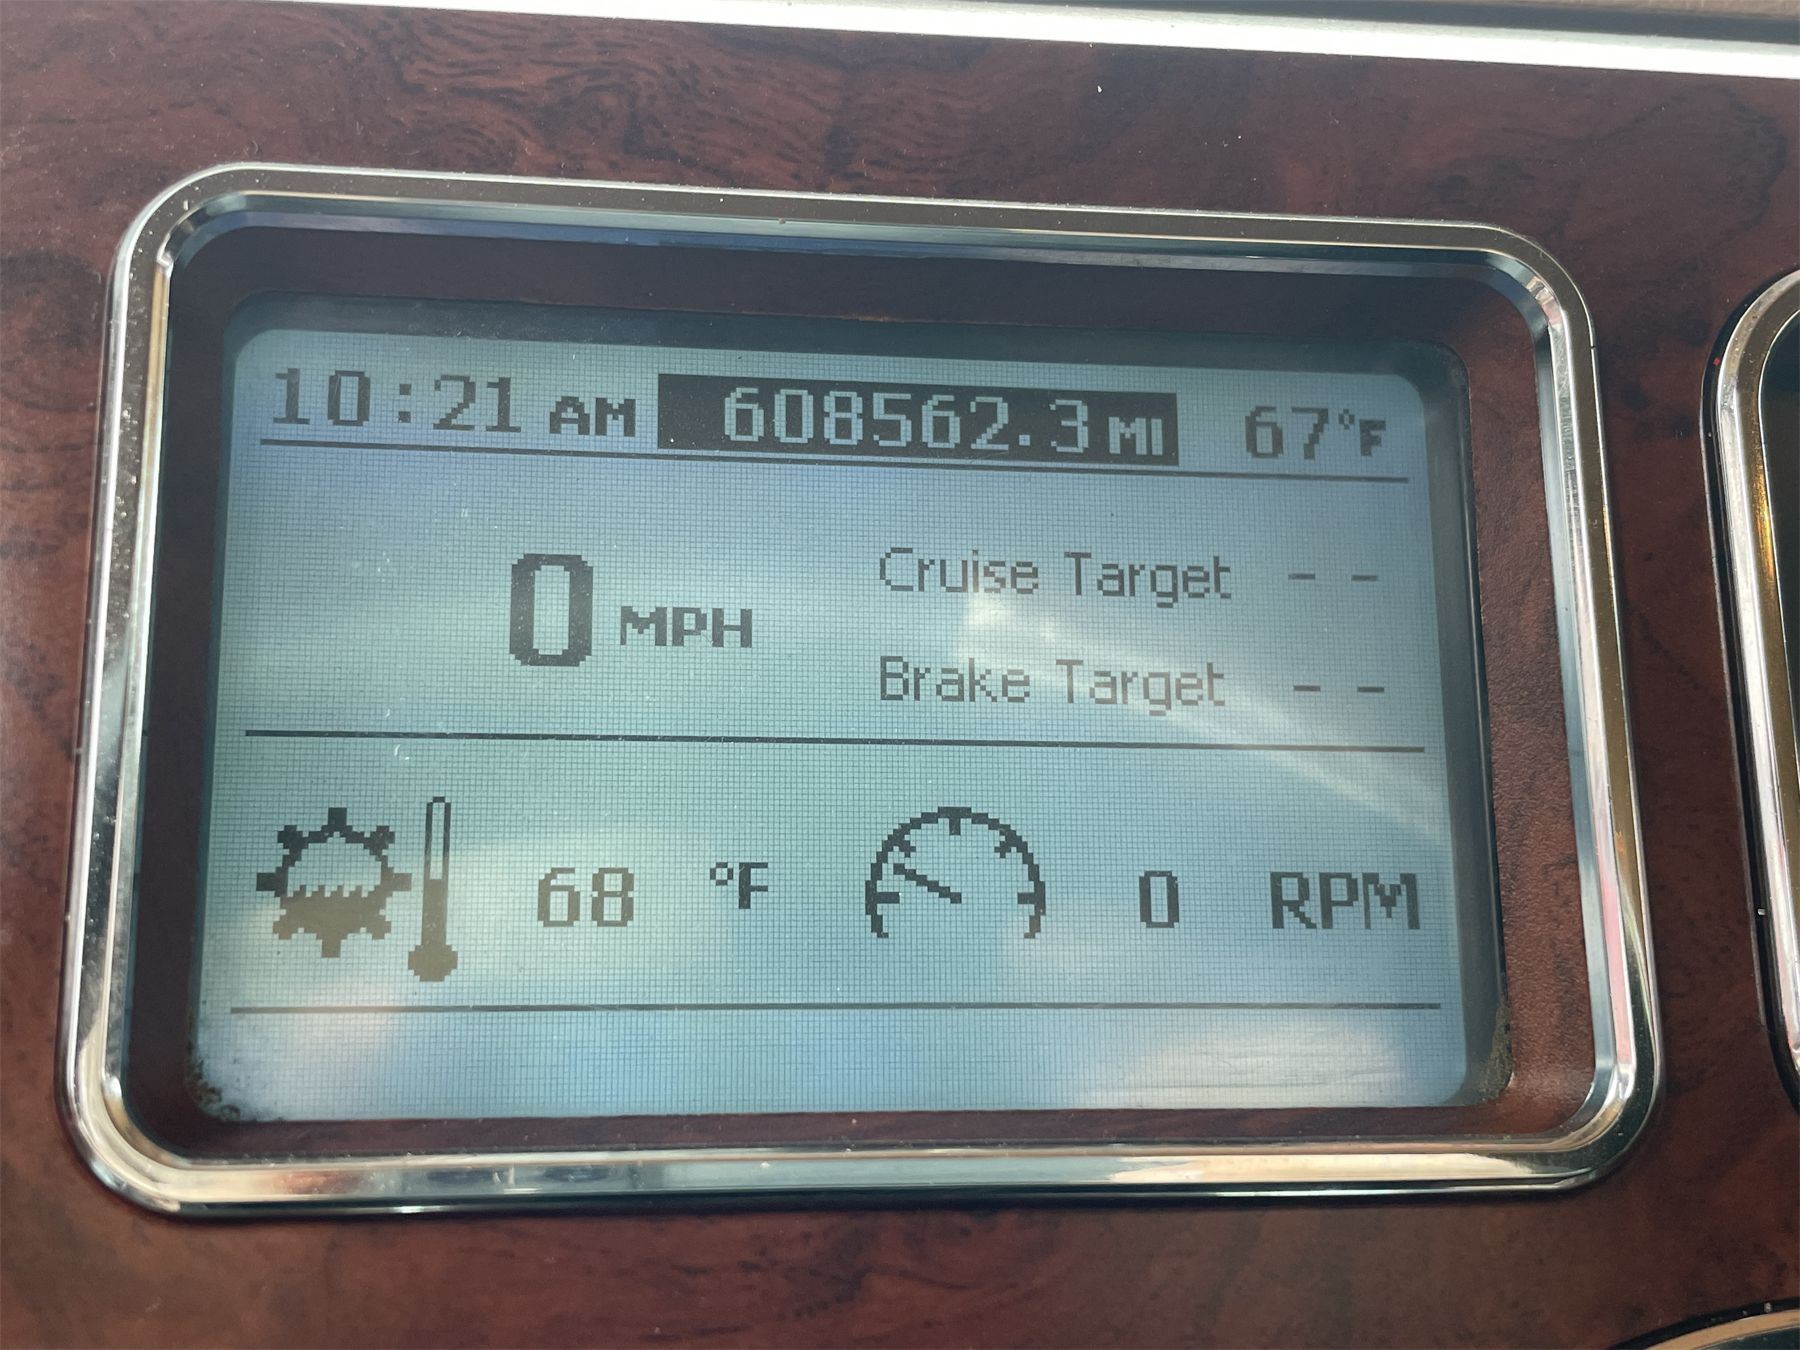 10:21 AM 608562.3 MI 67°F
0 MPH
Cruise Target --
Brake Target --
68 °F 0 RPM